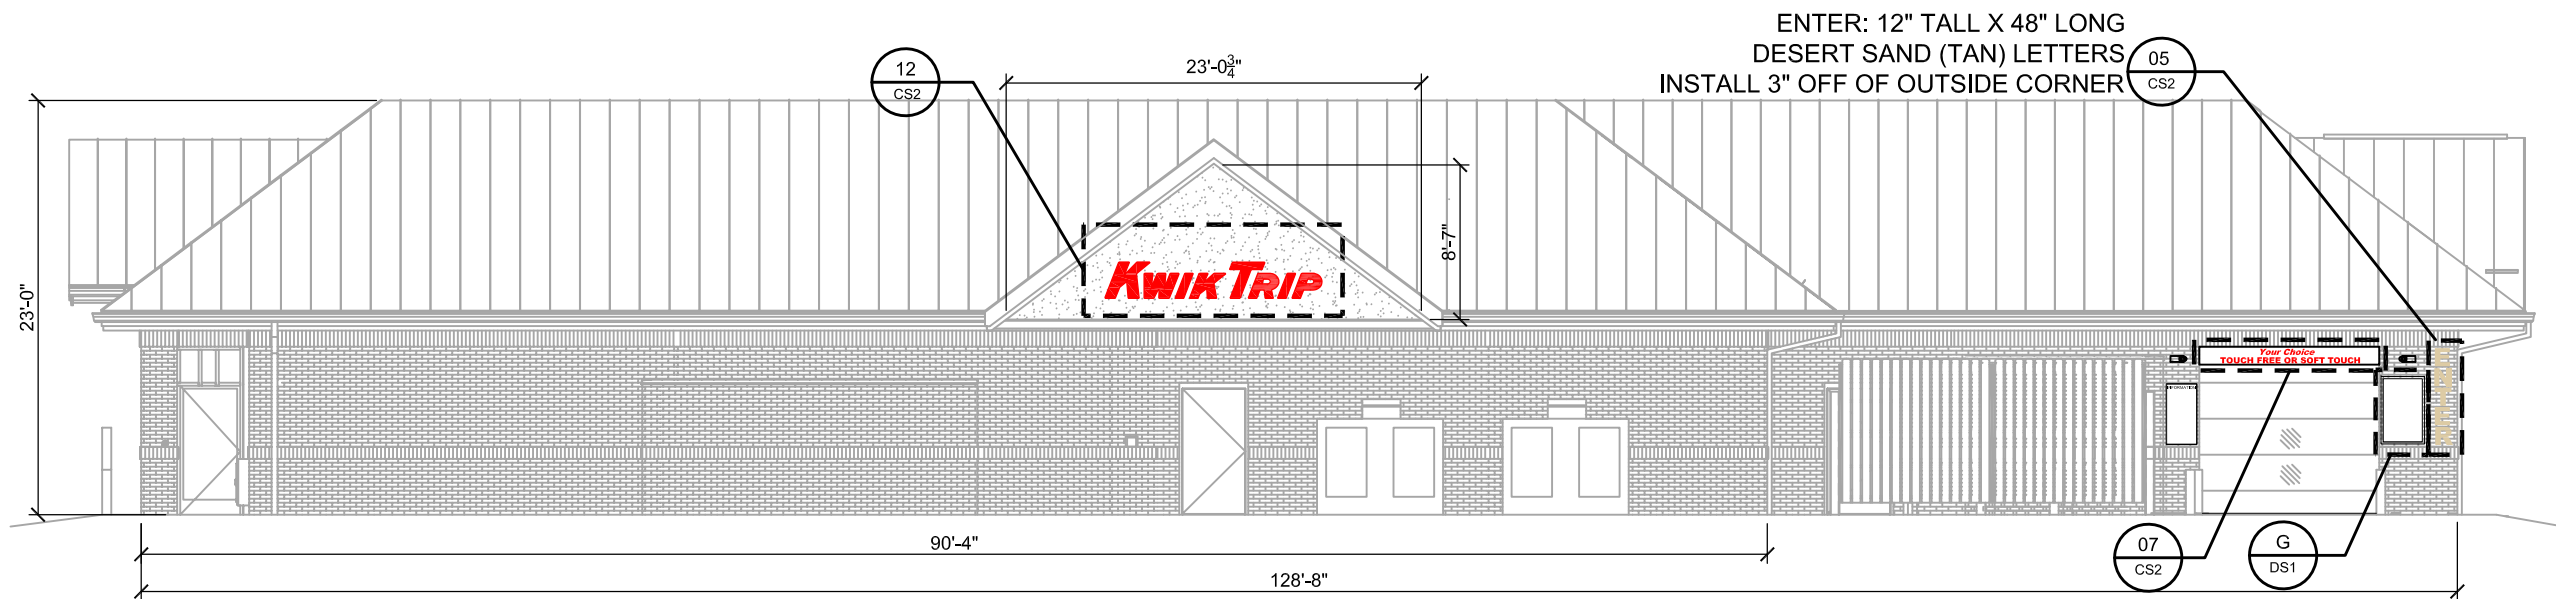 ENTER: 12" TALL X 48" LONG
DESERT SAND (TAN) LETTERS
INSTALL 3" OFF OF OUTSIDE CORNER
05
CS2
12
CS2
23'-0¾"
23'-0"
8'-7"
KWIK TRIP
Your Choice
TOUCH FREE OR SOFT TOUCH
INFORMATION
ENTER
90'-4"
128'-8"
07
CS2
G
DS1